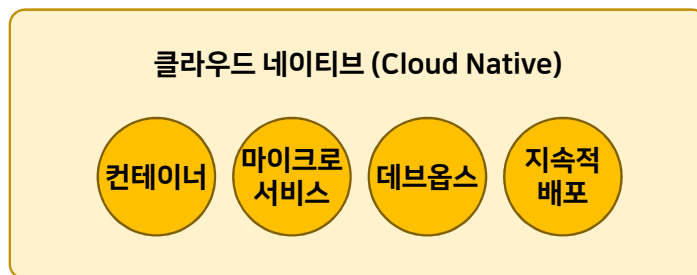 클라우드 네이티브 (Cloud Native)
컨테이너
마이크로
서비스
데브옵스
지속적
배포